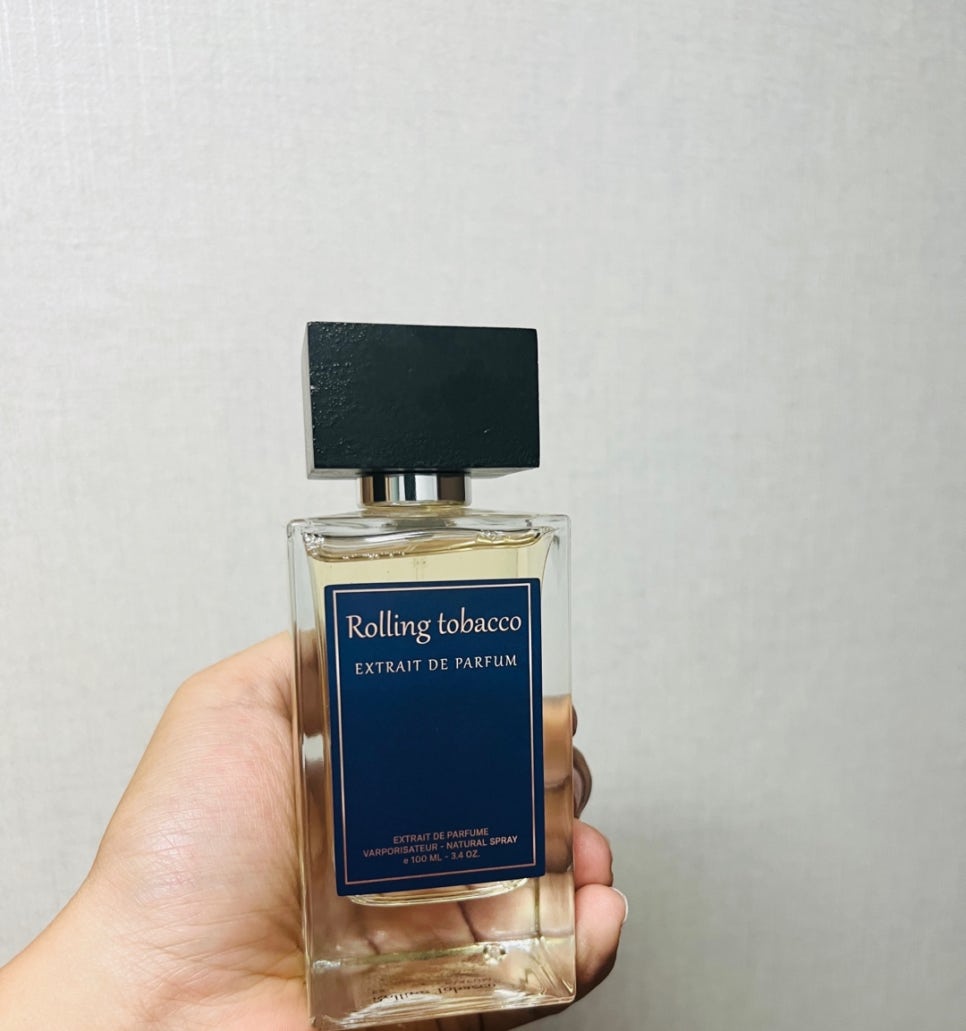 Rolling tobacco
EXTRAIT DE PARFUM
EXTRAIT DE PARFUME
VARPORISATEUR - NATURAL SPRAY
e 100 ML - 3.4 OZ.